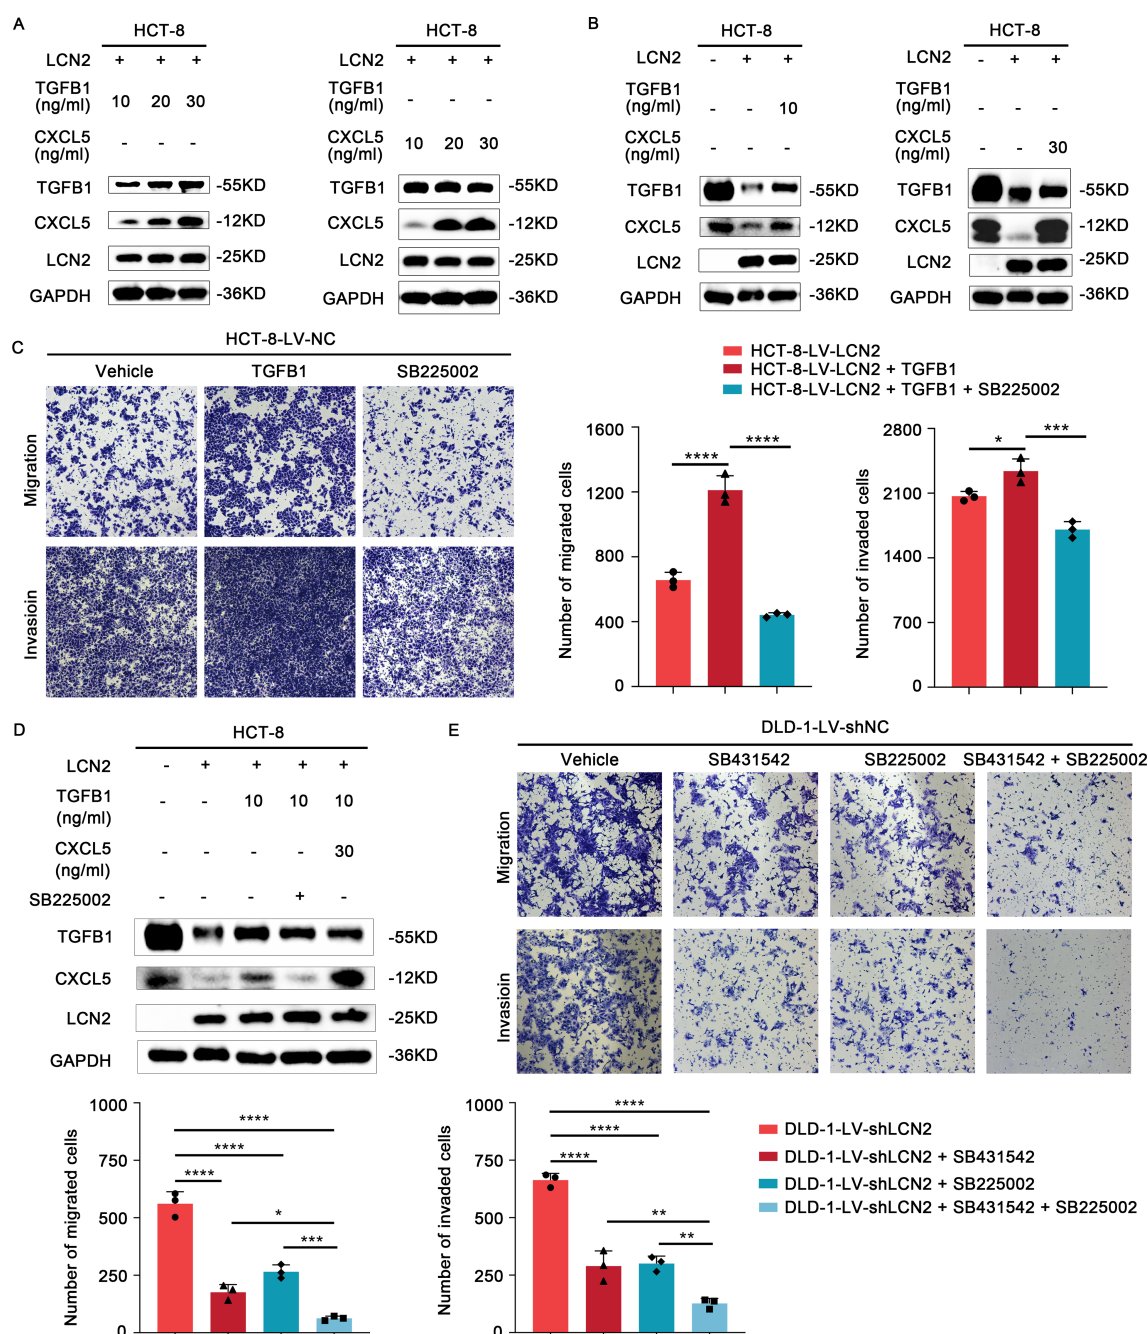 A
HCT-8
LCN2 + + +
TGFB1
(ng/ml) 10 20 30
CXCL5
(ng/ml) - - -
TGFB1 -55KD
CXCL5 -12KD
LCN2 -25KD
GAPDH -36KD
HCT-8
LCN2 + + +
TGFB1
(ng/ml) - - -
CXCL5
(ng/ml) 10 20 30
TGFB1 -55KD
CXCL5 -12KD
LCN2 -25KD
GAPDH -36KD
B
HCT-8
LCN2 - + +
TGFB1
(ng/ml) - - 10
CXCL5
(ng/ml) - - -
TGFB1 -55KD
CXCL5 -12KD
LCN2 -25KD
GAPDH -36KD
HCT-8
LCN2 - + +
TGFB1
(ng/ml) - - -
CXCL5
(ng/ml) - - 30
TGFB1 -55KD
CXCL5 -12KD
LCN2 -25KD
GAPDH -36KD
C
HCT-8-LV-NC
Vehicle TGFB1 SB225002
Migration
Invasioin
HCT-8-LV-LCN2
HCT-8-LV-LCN2 + TGFB1
HCT-8-LV-LCN2 + TGFB1 + SB225002
Number of migrated cells
1600
1200
800
400
0
**** ****
Number of invaded cells
2800
2100
1400
700
0
* ***
D
HCT-8
LCN2 - + + + +
TGFB1
(ng/ml) - - 10 10 10
CXCL5
(ng/ml) - - - - 30
SB225002 - - - + -
TGFB1 -55KD
CXCL5 -12KD
LCN2 -25KD
GAPDH -36KD
E
DLD-1-LV-shNC
Vehicle SB431542 SB225002 SB431542 + SB225002
Migration
Invasioin
Number of migrated cells
1000
750
500
250
0
****
****
****
*
***
Number of invaded cells
1000
750
500
250
0
****
****
****
**
**
DLD-1-LV-shLCN2
DLD-1-LV-shLCN2 + SB431542
DLD-1-LV-shLCN2 + SB225002
DLD-1-LV-shLCN2 + SB431542 + SB225002